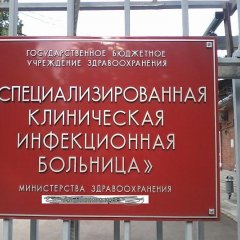 ГОСУДАРСТВЕННОЕ БЮДЖЕТНОЕ
УЧРЕЖДЕНИЕ ЗДРАВООХРАНЕНИЯ
СПЕЦИАЛИЗИРОВАННАЯ
КЛИНИЧЕСКАЯ
ИНФЕКЦИОННАЯ
БОЛЬНИЦА»
МИНИСТЕРСТВА ЗДРАВООХРАНЕНИЯ